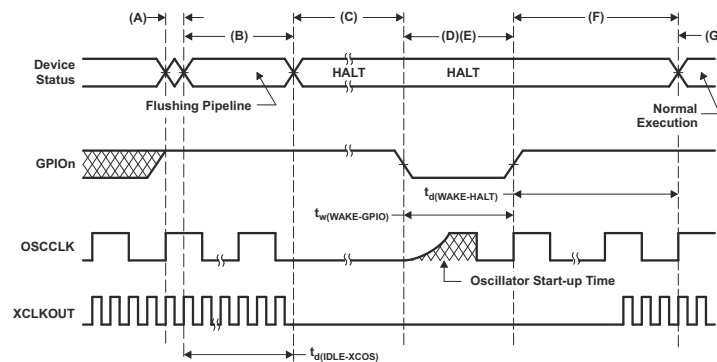 (A)
(B)
(C)
(D)(E)
(F)
(G
Device
Status
HALT
HALT
Flushing Pipeline
Normal
Execution
GPIOn
td(WAKE-HALT)
tw(WAKE-GPIO)
OSCCLK
Oscillator Start-up Time
XCLKOUT
td(IDLE-XCOS)